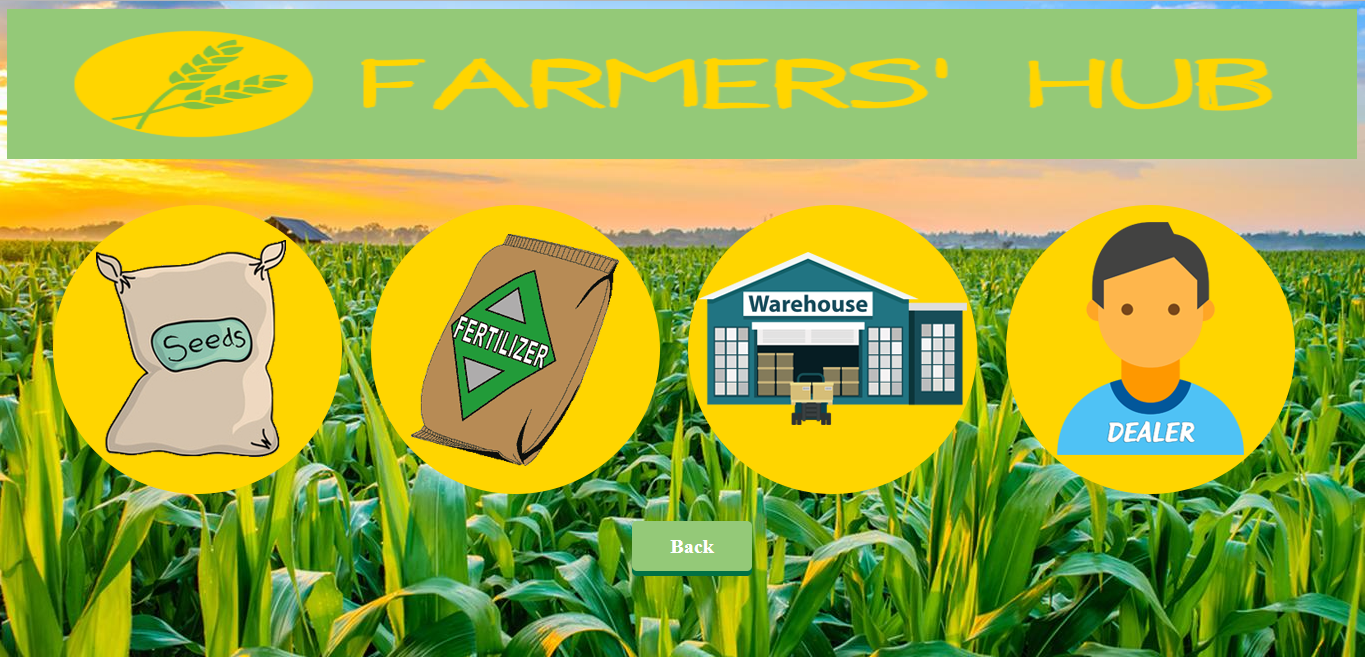 FARMERS' HUB
Seeds
FERTILIZER
Warehouse
DEALER
Back